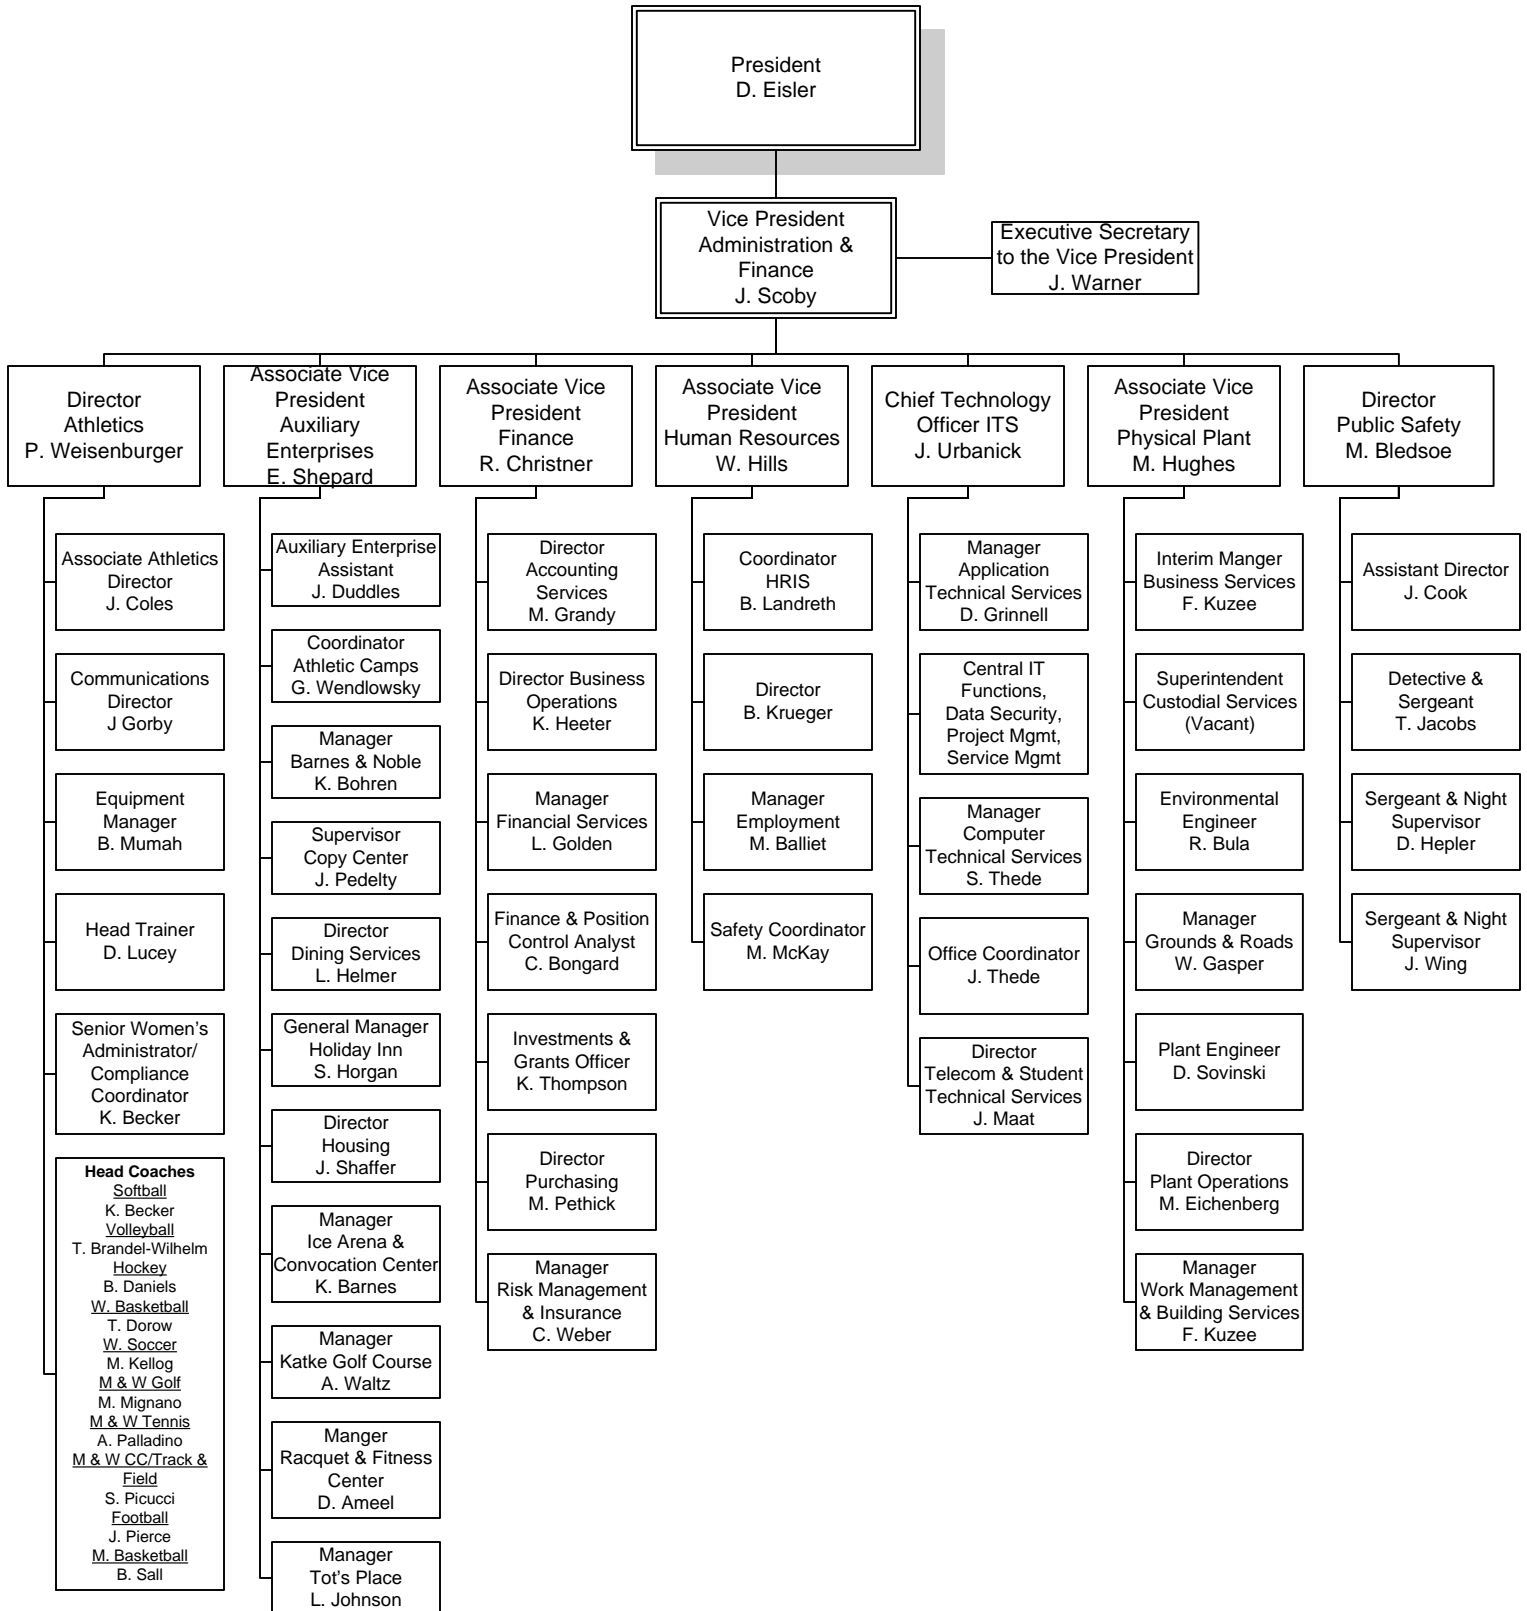 President
D. Eisler
Vice President
Administration &
Finance
J. Scoby
Executive Secretary
to the Vice President
J. Warner
Director
Athletics
P. Weisenburger
Associate Vice
President
Auxiliary
Enterprises
E. Shepard
Associate Vice
President
Finance
R. Christner
Associate Vice
President
Human Resources
W. Hills
Chief Technology
Officer ITS
J. Urbanick
Associate Vice
President
Physical Plant
M. Hughes
Director
Public Safety
M. Bledsoe
Associate Athletics
Director
J. Coles
Communications
Director
J Gorby
Equipment
Manager
B. Mumah
Head Trainer
D. Lucey
Senior Women's
Administrator/
Compliance
Coordinator
K. Becker
Head Coaches
Softball
K. Becker
Volleyball
T. Brandel-Wilhelm
Hockey
B. Daniels
W. Basketball
T. Dorow
W. Soccer
M. Kellog
M & W Golf
M. Mignano
M & W Tennis
A. Palladino
M & W CC/Track &
Field
S. Picucci
Football
J. Pierce
M. Basketball
B. Sall
Auxiliary Enterprise
Assistant
J. Duddles
Coordinator
Athletic Camps
G. Wendlowsky
Manager
Barnes & Noble
K. Bohren
Supervisor
Copy Center
J. Pedelty
Director
Dining Services
L. Helmer
General Manager
Holiday Inn
S. Horgan
Director
Housing
J. Shaffer
Manager
Ice Arena &
Convocation Center
K. Barnes
Manager
Katke Golf Course
A. Waltz
Manger
Racquet & Fitness
Center
D. Ameel
Manager
Tot's Place
L. Johnson
Director
Accounting
Services
M. Grandy
Director Business
Operations
K. Heeter
Manager
Financial Services
L. Golden
Finance & Position
Control Analyst
C. Bongard
Investments &
Grants Officer
K. Thompson
Director
Purchasing
M. Pethick
Manager
Risk Management
& Insurance
C. Weber
Coordinator
HRIS
B. Landreth
Director
B. Krueger
Manager
Employment
M. Balliet
Safety Coordinator
M. McKay
Manager
Application
Technical Services
D. Grinnell
Central IT
Functions,
Data Security,
Project Mgmt,
Service Mgmt
Manager
Computer
Technical Services
S. Thede
Office Coordinator
J. Thede
Director
Telecom & Student
Technical Services
J. Maat
Interim Manger
Business Services
F. Kuzee
Superintendent
Custodial Services
(Vacant)
Environmental
Engineer
R. Bula
Manager
Grounds & Roads
W. Gasper
Plant Engineer
D. Sovinski
Director
Plant Operations
M. Eichenberg
Manager
Work Management
& Building Services
F. Kuzee
Assistant Director
J. Cook
Detective &
Sergeant
T. Jacobs
Sergeant & Night
Supervisor
D. Hepler
Sergeant & Night
Supervisor
J. Wing